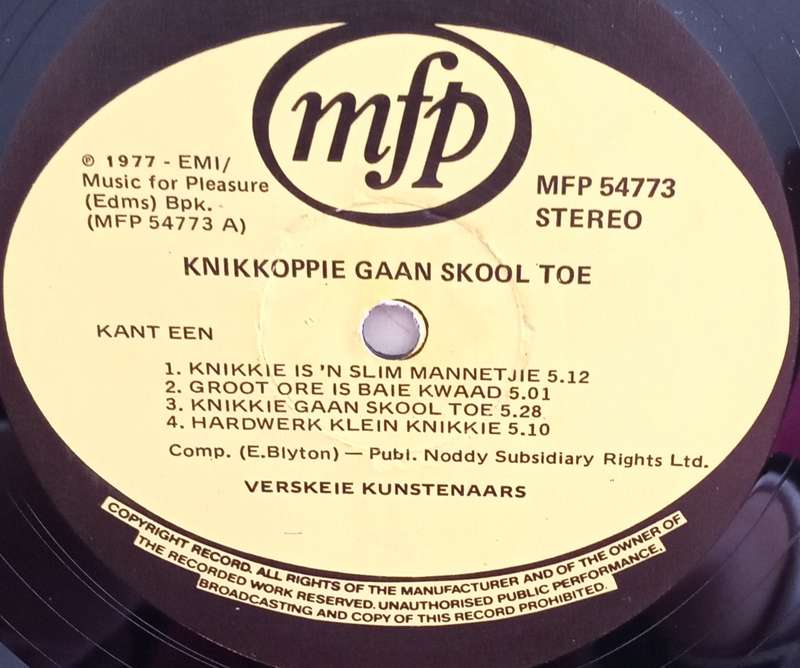 mfp
℗ 1977 - EMI/
Music for Pleasure
(Edms) Bpk.
(MFP 54773 A)
MFP 54773
STEREO
KNIKKOPPIE GAAN SKOOL TOE
KANT EEN
1. KNIKKIE IS 'N SLIM MANNETJIE 5.12
2. GROOT ORE IS BAIE KWAAD 5.01
3. KNIKKIE GAAN SKOOL TOE 5.28
4. HARDWERK KLEIN KNIKKIE 5.10
Comp. (E.Blyton) — Publ. Noddy Subsidiary Rights Ltd.
VERSKEIE KUNSTENAARS
COPYRIGHT RECORD. ALL RIGHTS OF THE MANUFACTURER AND OF THE OWNER OF
THE RECORDED WORK RESERVED. UNAUTHORISED PUBLIC PERFORMANCE,
BROADCASTING AND COPY OF THIS RECORD PROHIBITED.